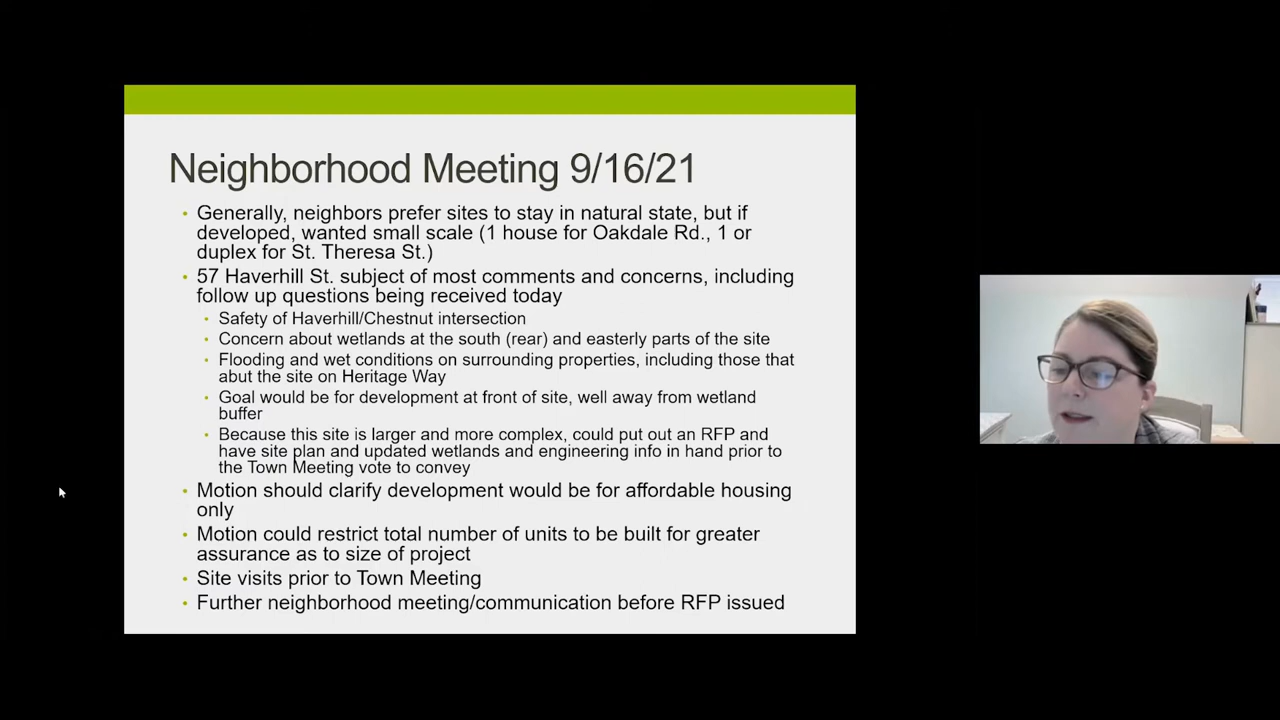 Neighborhood Meeting 9/16/21
• Generally, neighbors prefer sites to stay in natural state, but if
developed, wanted small scale (1 house for Oakdale Rd., 1 or
duplex for St. Theresa St.)
• 57 Haverhill St. subject of most comments and concerns, including
follow up questions being received today
• Safety of Haverhill/Chestnut intersection
• Concern about wetlands at the south (rear) and easterly parts of the site
• Flooding and wet conditions on surrounding properties, including those that
abut the site on Heritage Way
• Goal would be for development at front of site, well away from wetland
buffer
• Because this site is larger and more complex, could put out an RFP and
have site plan and updated wetlands and engineering info in hand prior to
the Town Meeting vote to convey
• Motion should clarify development would be for affordable housing
only
• Motion could restrict total number of units to be built for greater
assurance as to size of project
• Site visits prior to Town Meeting
• Further neighborhood meeting/communication before RFP issued